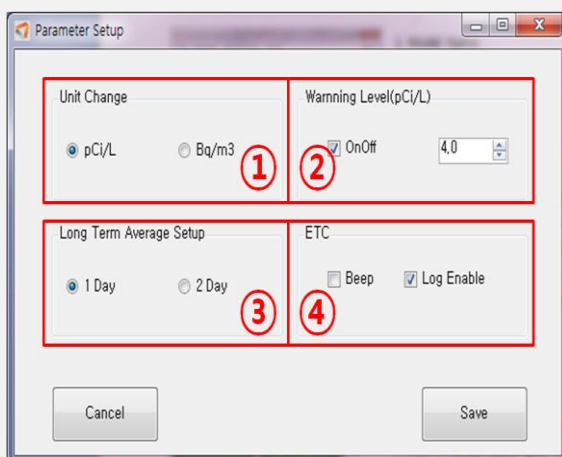 Parameter Setup
Unit Change
pCi/L Bq/m3 ①
Warnning Level(pCi/L)
② OnOff 4,0
Long Term Average Setup
1 Day 2 Day ③
ETC
④ Beep Log Enable
Cancel Save